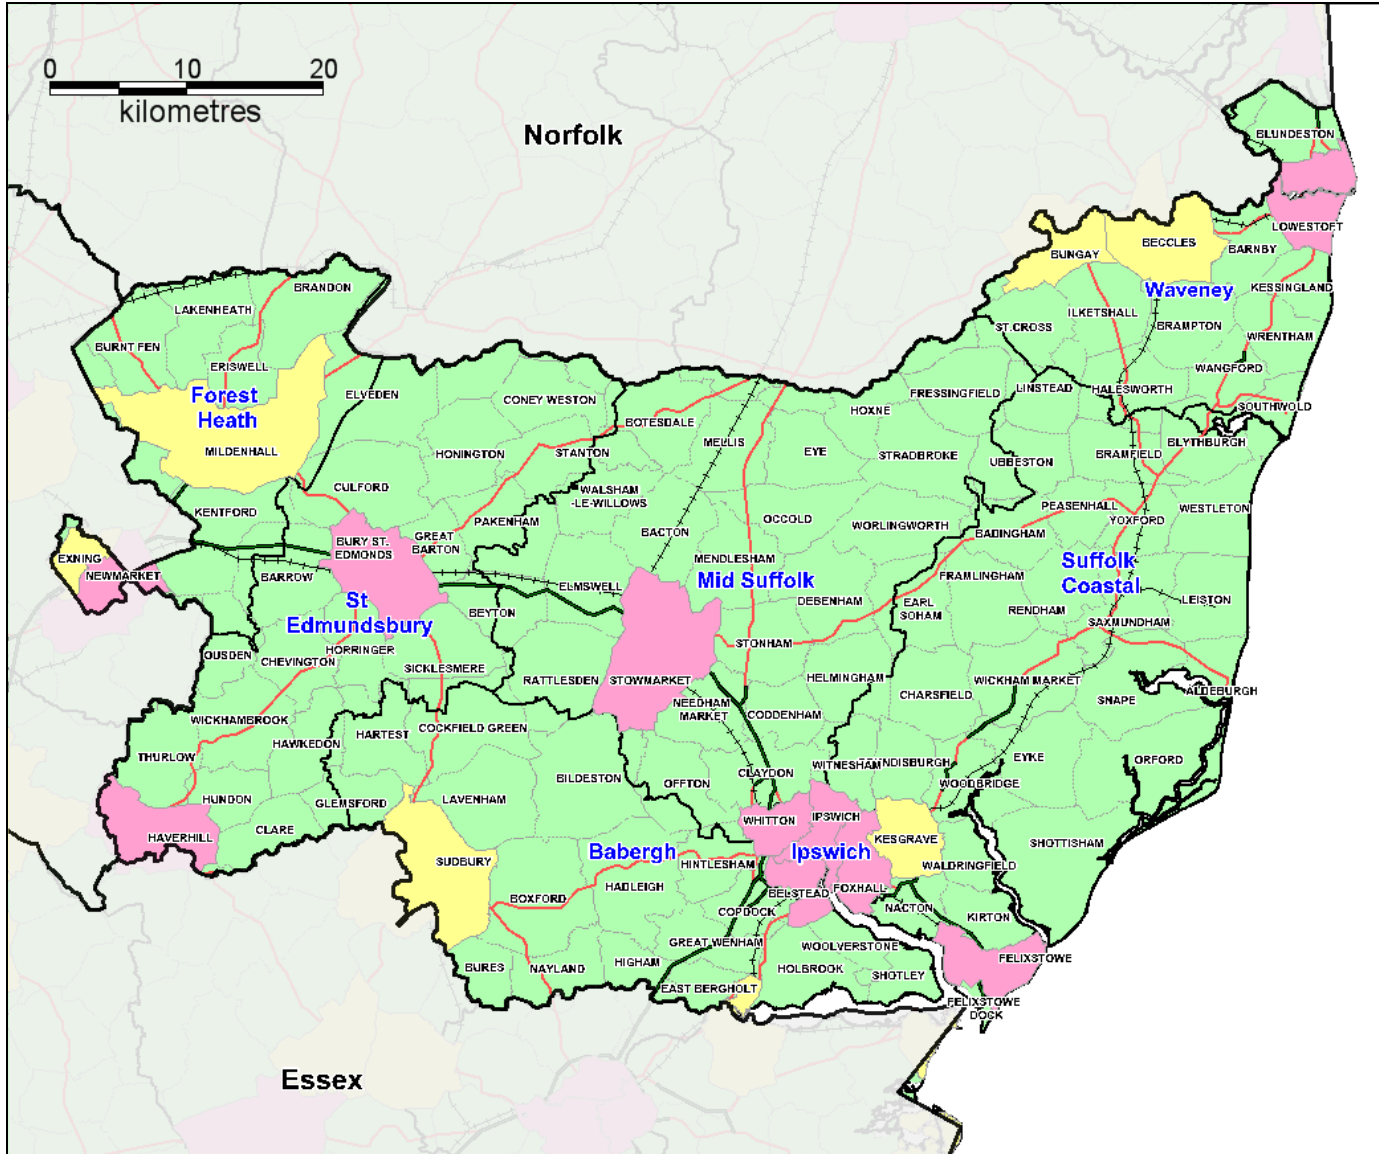 0 10 20
kilometres
Norfolk
BLUNDESTON
LOWESTOFT
BECCLES
BUNGAY
BARNBY
Waveney
KESSINGLAND
BRANDON
LAKENHEATH
ILKETSHALL
ST.CROSS
BRAMPTON
WRENTHAM
BURNT FEN
ERISWELL
WANGFORD
Forest
Heath
ELVEDEN
CONEY WESTON
FRESSINGFIELD
LINSTEAD
HALESWORTH
SOUTHWOLD
HOXNE
BOTESDALE
MELLIS
BLYTHBURGH
MILDENHALL
HONINGTON
STANTON
EYE
STRADBROKE
UBBESTON
BRAMFIELD
CULFORD
WALSHAM
-LE-WILLOWS
KENTFORD
PAKENHAM
BACTON
OCCOLD
WORLINGWORTH
PEASENHALL
YOXFORD
WESTLETON
BURY ST.
EDMONDS
GREAT
BARTON
BADINGHAM
EXNING
NEWMARKET
BARROW
ELMSWELL
MENDLESHAM
Mid Suffolk
FRAMLINGHAM
Suffolk
Coastal
St
Edmundsbury
BEYTON
DEBENHAM
EARL
SOHAM
RENDHAM
LEISTON
SAXMUNDHAM
OUSDEN
CHEVINGTON
HORRINGER
SICKLESMERE
STONHAM
RATTLESDEN
STOWMARKET
HELMINGHAM
CHARSFIELD
WICKHAM MARKET
SNAPE
ALDEBURGH
NEEDHAM
MARKET
CODDENHAM
WICKHAMBROOK
HAWKEDON
HARTEST
COCKFIELD GREEN
THURLOW
BILDESTON
OFFTON
CLAYDON
WITNESHAM
WOODBRIDGE
EYKE
ORFORD
HUNDON
GLEMSFORD
LAVENHAM
WHITTON
IPSWICH
HAVERHILL
CLARE
KESGRAVE
SHOTTISHAM
SUDBURY
Babergh
HINTLESHAM
Ipswich
WALDRINGFIELD
BOXFORD
HADLEIGH
BELSTEAD
FOXHALL
COPDOCK
NACTON
KIRTON
GREAT WENHAM
WOOLVERSTONE
FELIXSTOWE
BURES
NAYLAND
HIGHAM
HOLBROOK
SHOTLEY
EAST BERGHOLT
FELIXSTOWE
DOCK
Essex